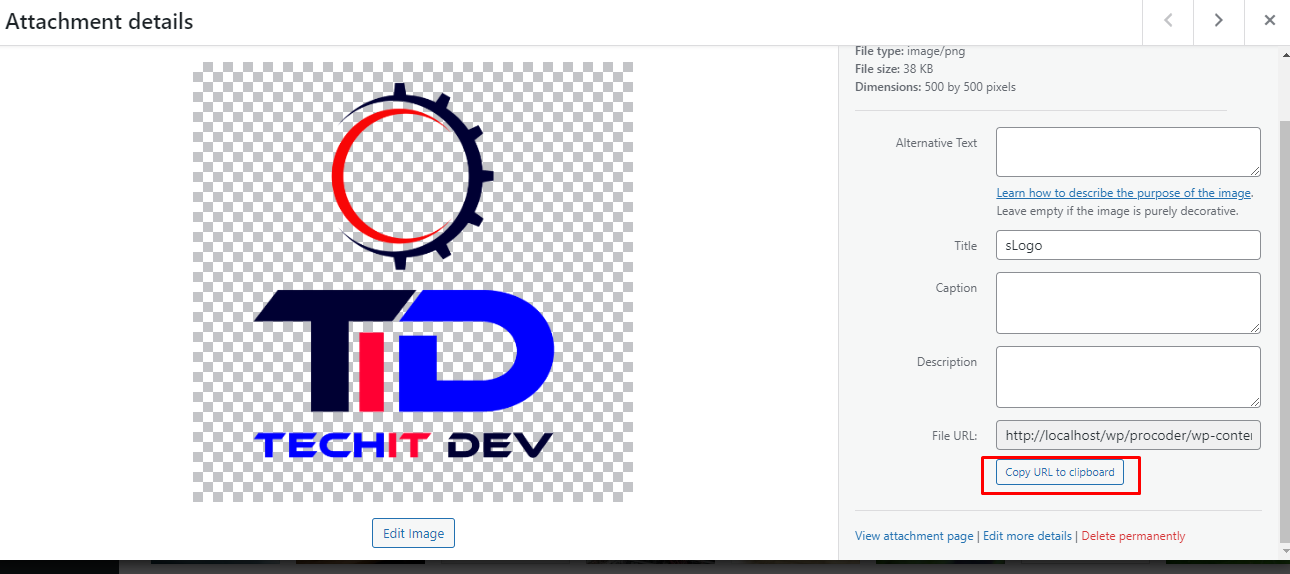 Attachment details
File type: image/png
File size: 38 KB
Dimensions: 500 by 500 pixels
Alternative Text
Learn how to describe the purpose of the image.
Leave empty if the image is purely decorative.
Title
sLogo
Caption
Description
File URL:
http://localhost/wp/procoder/wp-conte
Copy URL to clipboard
View attachment page | Edit more details | Delete permanently
TID
TECHIT DEV
Edit Image